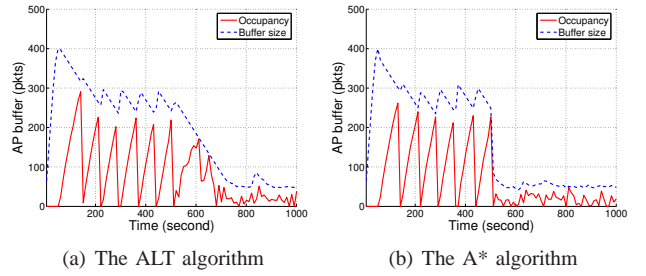 500
400
300
200
100
0
AP buffer (pkts)
Occupancy
Buffer size
200 400 600 800 1000
Time (second)
(a) The ALT algorithm
500
400
300
200
100
0
AP buffer (pkts)
Occupancy
Buffer size
200 400 600 800 1000
Time (second)
(b) The A* algorithm